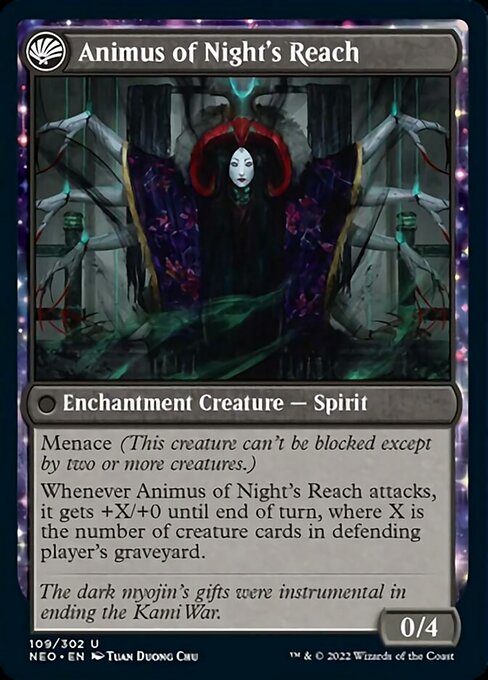 Animus of Night's Reach
Enchantment Creature — Spirit
Menace (This creature can't be blocked except
by two or more creatures.)
Whenever Animus of Night's Reach attacks,
it gets +X/+0 until end of turn, where X is
the number of creature cards in defending
player's graveyard.
The dark myojin's gifts were instrumental in
ending the Kami War.
0/4
109/302 U
NEO • EN Tuan Duong Chu
™ & © 2022 Wizards of the Coast